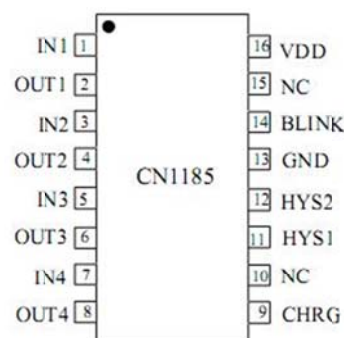 IN1 1 16 VDD
OUT1 2 15 NC
IN2 3 14 BLINK
OUT2 4 13 GND
CN1185
IN3 5 12 HYS2
OUT3 6 11 HYS1
IN4 7 10 NC
OUT4 8 9 CHRG